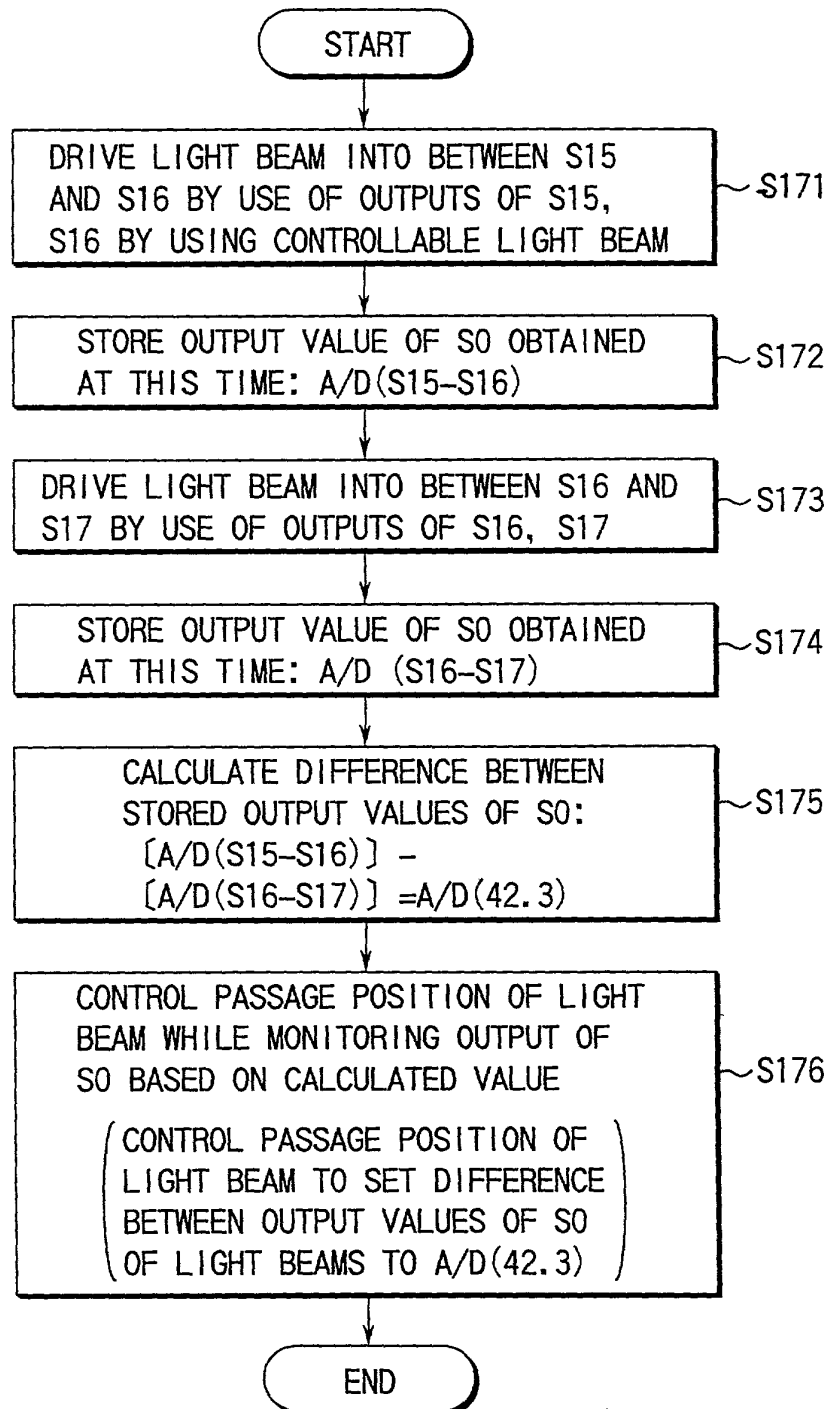 START
DRIVE LIGHT BEAM INTO BETWEEN S15
AND S16 BY USE OF OUTPUTS OF S15,
S16 BY USING CONTROLLABLE LIGHT BEAM
S171
STORE OUTPUT VALUE OF SO OBTAINED
AT THIS TIME: A/D(S15-S16)
S172
DRIVE LIGHT BEAM INTO BETWEEN S16 AND
S17 BY USE OF OUTPUTS OF S16, S17
S173
STORE OUTPUT VALUE OF SO OBTAINED
AT THIS TIME: A/D (S16-S17)
S174
CALCULATE DIFFERENCE BETWEEN
STORED OUTPUT VALUES OF SO:
[A/D(S15-S16)] -
[A/D(S16-S17)] =A/D(42.3)
S175
CONTROL PASSAGE POSITION OF LIGHT
BEAM WHILE MONITORING OUTPUT OF
SO BASED ON CALCULATED VALUE
(CONTROL PASSAGE POSITION OF
LIGHT BEAM TO SET DIFFERENCE
BETWEEN OUTPUT VALUES OF SO
OF LIGHT BEAMS TO A/D(42.3))
S176
END